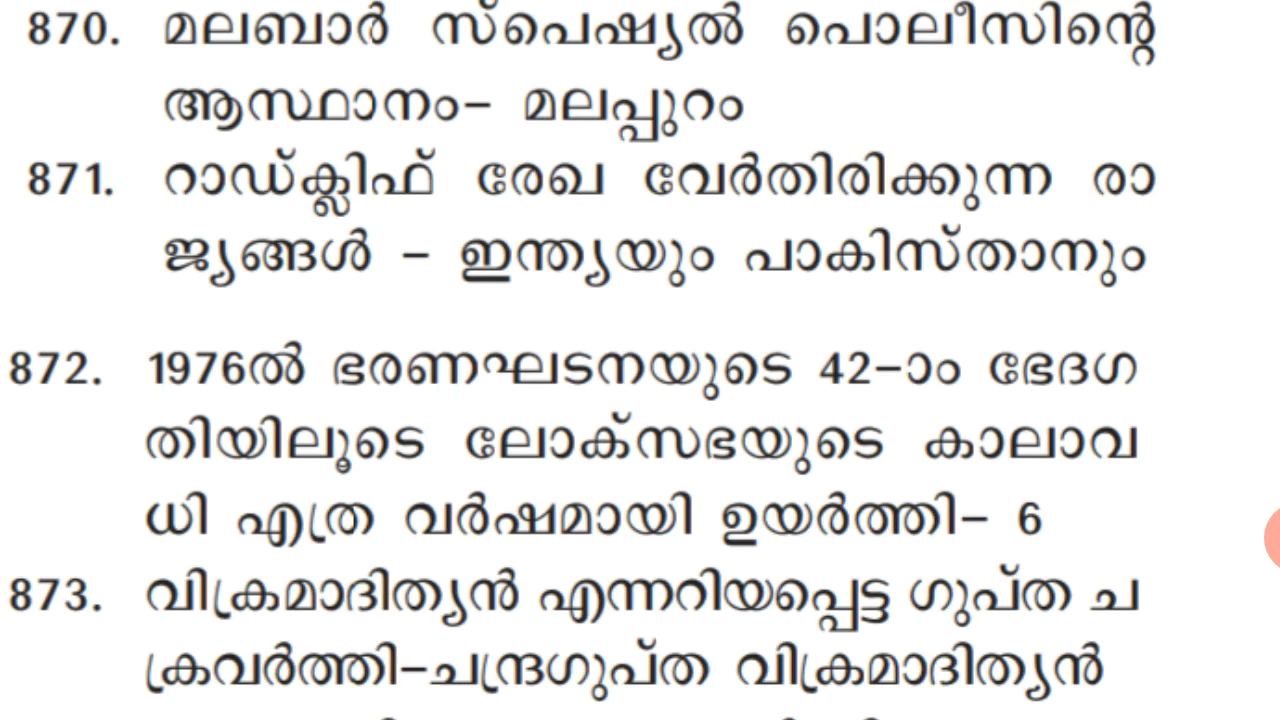 870. മലബാർ സ്പെഷ്യൽ പൊലീസിന്റെ
ആസ്ഥാനം- മലപ്പുറം
871. റാഡ്ക്ലിഫ് രേഖ വേർതിരിക്കുന്ന രാ
ജ്യങ്ങൾ - ഇന്ത്യയും പാകിസ്താനും
872. 1976ൽ ഭരണഘടനയുടെ 42-ാം ഭേദഗ
തിയിലൂടെ ലോക്സഭയുടെ കാലാവ
ധി എത്ര വർഷമായി ഉയർത്തി- 6
873. വിക്രമാദിത്യൻ എന്നറിയപ്പെട്ട ഗുപ്ത ച
ക്രവർത്തി-ചന്ദ്രഗുപ്ത വിക്രമാദിത്യൻ